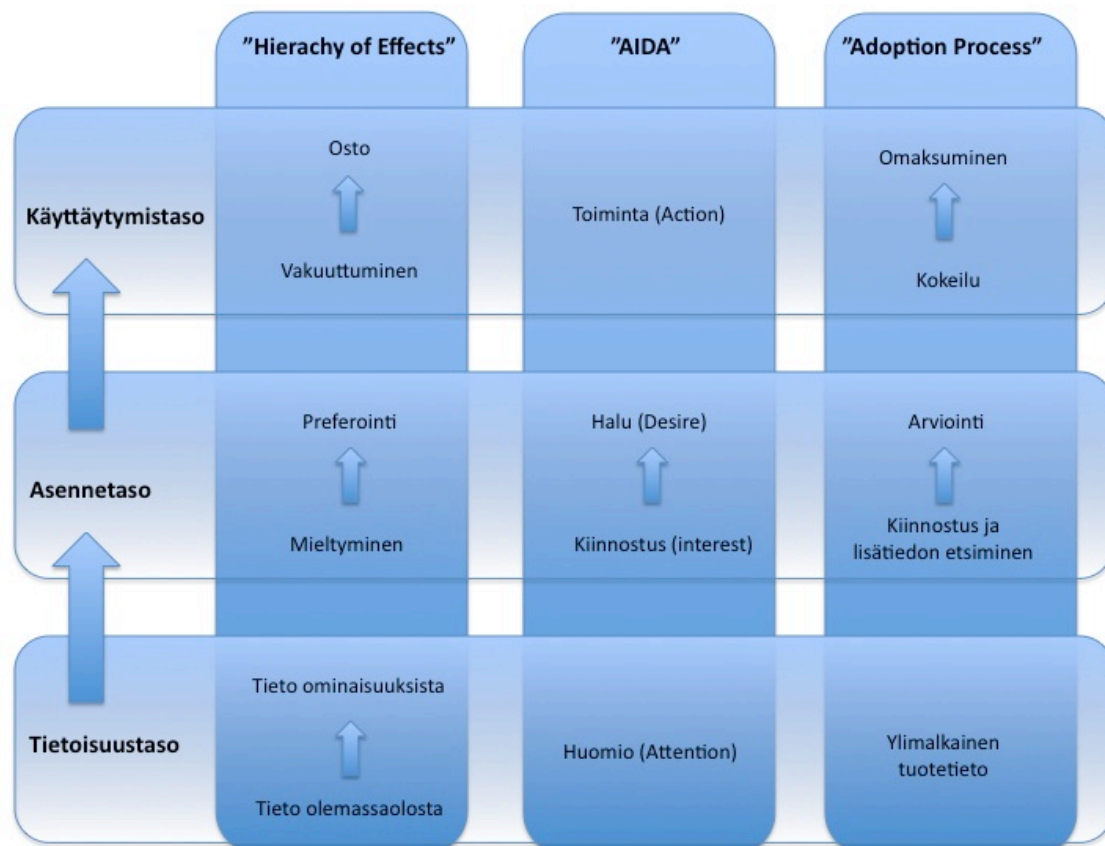 ”Hierachy of Effects”
”AIDA”
”Adoption Process”
Käyttäytymistaso
Osto
Vakuuttuminen
Toiminta (Action)
Omaksuminen
Kokeilu
Asennetaso
Preferointi
Mieltyminen
Halu (Desire)
Kiinnostus (interest)
Arviointi
Kiinnostus ja
lisätiedon etsiminen
Tietoisuustaso
Tieto ominaisuuksista
Tieto olemassaolosta
Huomio (Attention)
Ylimalkainen
tuotetieto